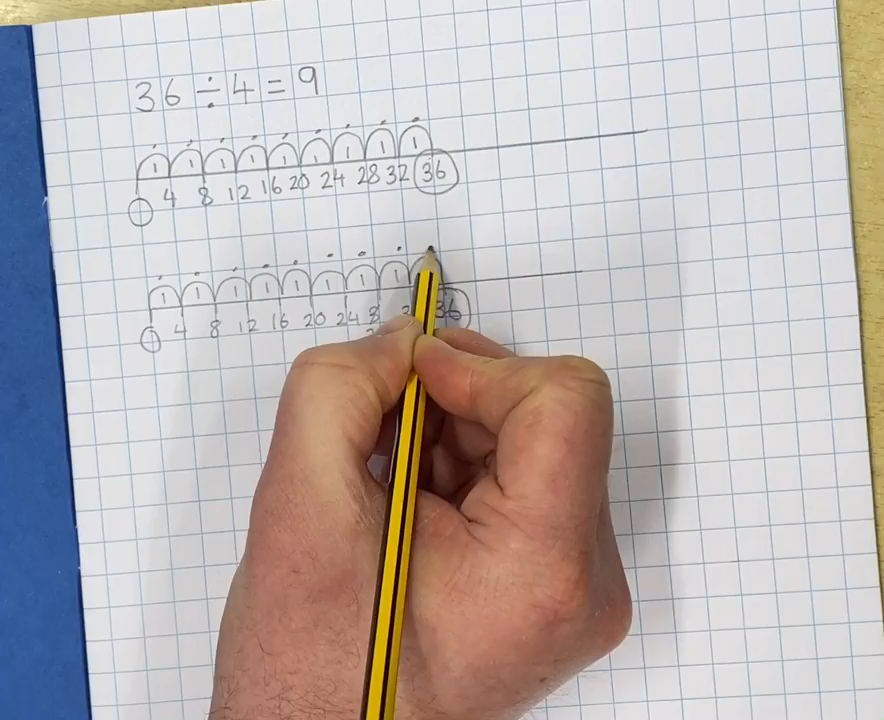 36 ÷ 4 = 9
1 1 1 1 1 1 1 1 1
0 4 8 12 16 20 24 28 32 36
1 1 1 1 1 1 1 1
0 4 8 12 16 20 24 36